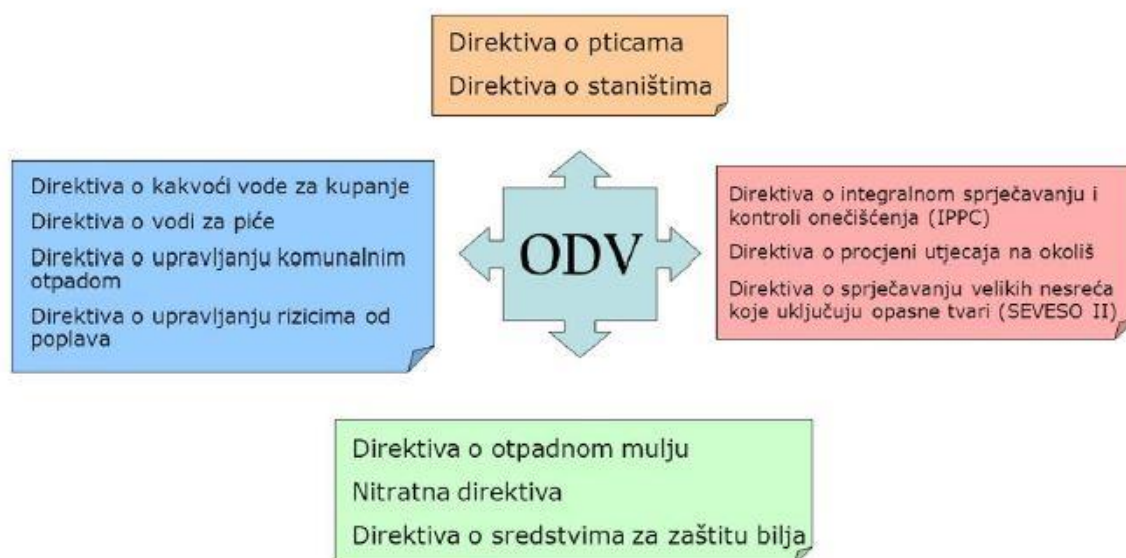 Direktiva o pticama
Direktiva o staništima
Direktiva o kakvoći vode za kupanje
Direktiva o vodi za piće
Direktiva o upravljanju komunalnim
otpadom
Direktiva o upravljanju rizicima od
poplava
ODV
Direktiva o integralnom sprječavanju i
kontroli onečišćenja (IPPC)
Direktiva o procjeni utjecaja na okoliš
Direktiva o sprječavanju velikih nesreća
koje uključuju opasne tvari (SEVESO II)
Direktiva o otpadnom mulju
Nitratna direktiva
Direktiva o sredstvima za zaštitu bilja